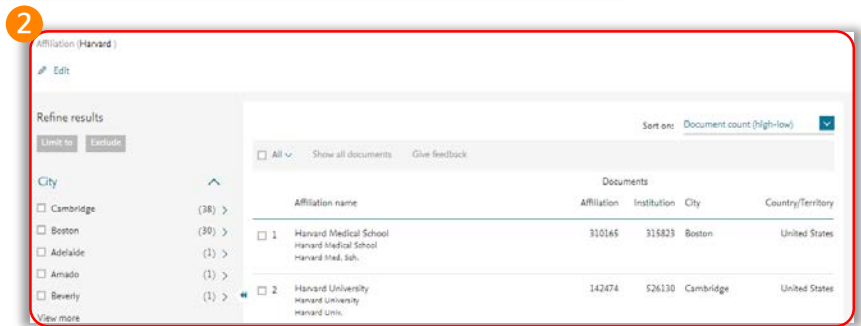 2
Affiliation (Harvard )
Edit
Refine results
Limit to Exclude
City
Cambridge (38)
Boston (30)
Adelaide (1)
Amado (1)
Beverly (1)
View more
Sort on: Document count (high-low)
All Show all documents Give feedback
Documents
Affiliation name Affiliation Institution City Country/Territory
1 Harvard Medical School 310165 315823 Boston United States
Harvard Medical School
Harvard Med. Sch.
2 Harvard University 142474 526130 Cambridge United States
Harvard University
Harvard Univ.